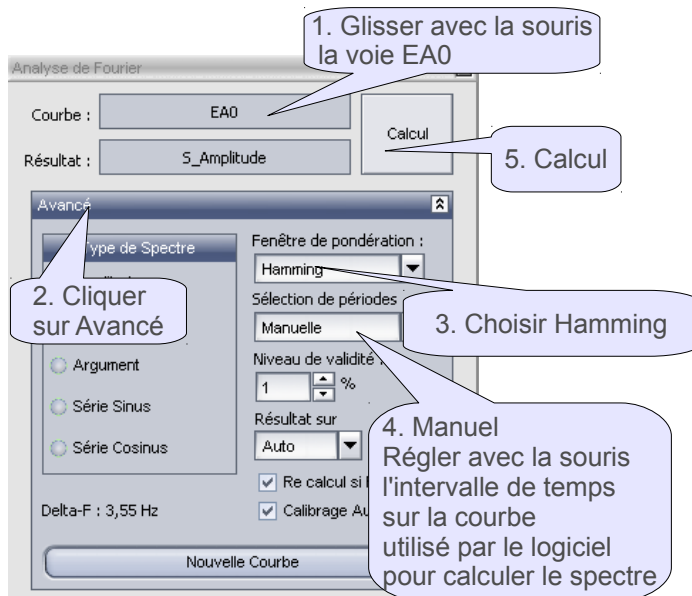 1. Glisser avec la souris
la voie EA0
Analyse de Fourier
Courbe :
EA0
Calcul
Résultat :
S_Amplitude
5. Calcul
Avancé
Type de Spectre
Fenêtre de pondération :
Hamming
2. Cliquer
sur Avancé
Sélection de périodes
3. Choisir Hamming
Manuelle
Argument
Niveau de validité :
1
%
Série Sinus
Résultat sur
Série Cosinus
Auto
4. Manuel
Régler avec la souris
l'intervalle de temps
sur la courbe
utilisé par le logiciel
pour calculer le spectre
Re calcul si
Delta-F : 3,55 Hz
Calibrage Au
Nouvelle Courbe